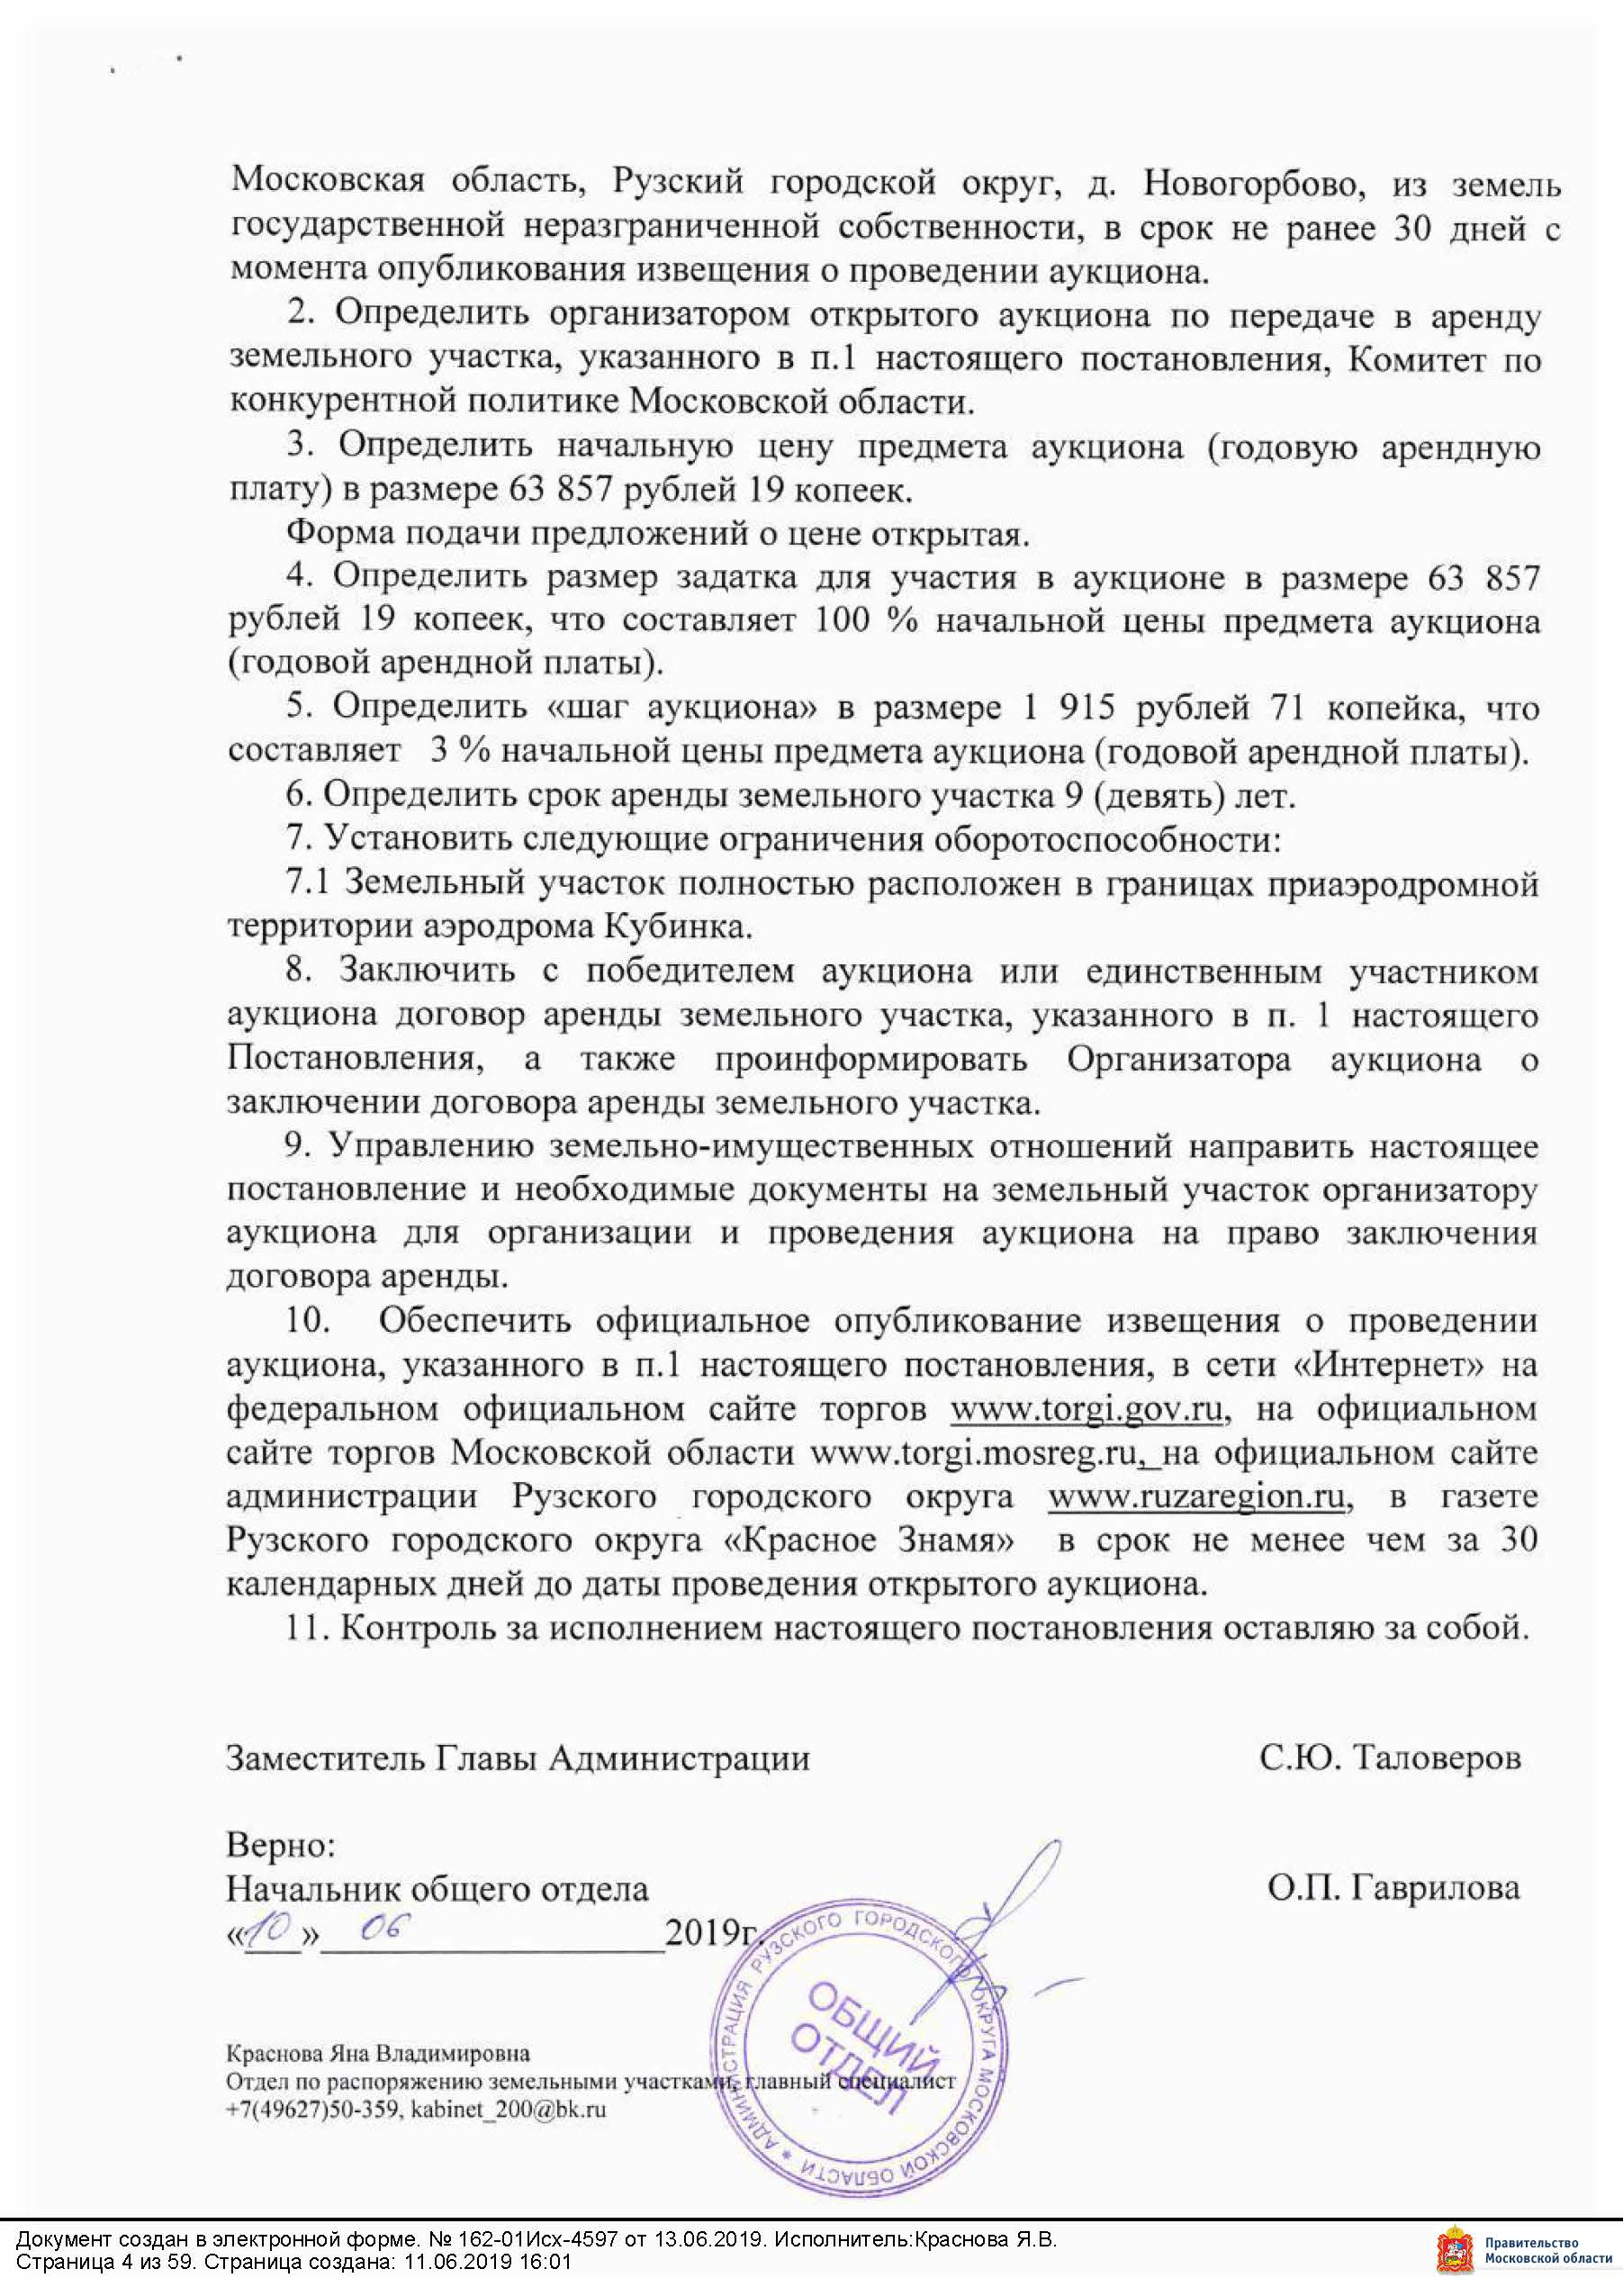 Московская область, Рузский городской округ, д. Новогорбово, из земель
государственной неразграниченной собственности, в срок не ранее 30 дней с
момента опубликования извещения о проведении аукциона.
2. Определить организатором открытого аукциона по передаче в аренду
земельного участка, указанного в п.1 настоящего постановления, Комитет по
конкурентной политике Московской области.
3. Определить начальную цену предмета аукциона (годовую арендную
плату) в размере 63 857 рублей 19 копеек.
Форма подачи предложений о цене открытая.
4. Определить размер задатка для участия в аукционе в размере 63 857
рублей 19 копеек, что составляет 100 % начальной цены предмета аукциона
(годовой арендной платы).
5. Определить «шаг аукциона» в размере 1 915 рублей 71 копейка, что
составляет 3 % начальной цены предмета аукциона (годовой арендной платы).
6. Определить срок аренды земельного участка 9 (девять) лет.
7. Установить следующие ограничения оборотоспособности:
7.1 Земельный участок полностью расположен в границах приаэродромной
территории аэродрома Кубинка.
8. Заключить с победителем аукциона или единственным участником
аукциона договор аренды земельного участка, указанного в п. 1 настоящего
Постановления, а также проинформировать Организатора аукциона о
заключении договора аренды земельного участка.
9. Управлению земельно-имущественных отношений направить настоящее
постановление и необходимые документы на земельный участок организатору
аукциона для организации и проведения аукциона на право заключения
договора аренды.
10. Обеспечить официальное опубликование извещения о проведении
аукциона, указанного в п.1 настоящего постановления, в сети «Интернет» на
федеральном официальном сайте торгов www.torgi.gov.ru, на официальном
сайте торгов Московской области www.torgi.mosreg.ru, на официальном сайте
администрации Рузского городского округа www.ruzaregion.ru, в газете
Рузского городского округа «Красное Знамя» в срок не менее чем за 30
календарных дней до даты проведения открытого аукциона.
11. Контроль за исполнением настоящего постановления оставляю за собой.
Заместитель Главы Администрации С.Ю. Таловеров
Верно:
Начальник общего отдела О.П. Гаврилова
«10» 06 2019г.
АДМИНИСТРАЦИЯ РУЗСКОГО ГОРОДСКОГО ОКРУГА МОСКОВСКОЙ ОБЛАСТИ *
ОБЩИЙ
ОТДЕЛ
Краснова Яна Владимировна
Отдел по распоряжению земельными участками, главный специалист
+7(49627)50-359, kabinet_200@bk.ru
Документ создан в электронной форме. № 162-01Исх-4597 от 13.06.2019. Исполнитель:Краснова Я.В.
Страница 4 из 59. Страница создана: 11.06.2019 16:01
Правительство
Московской области